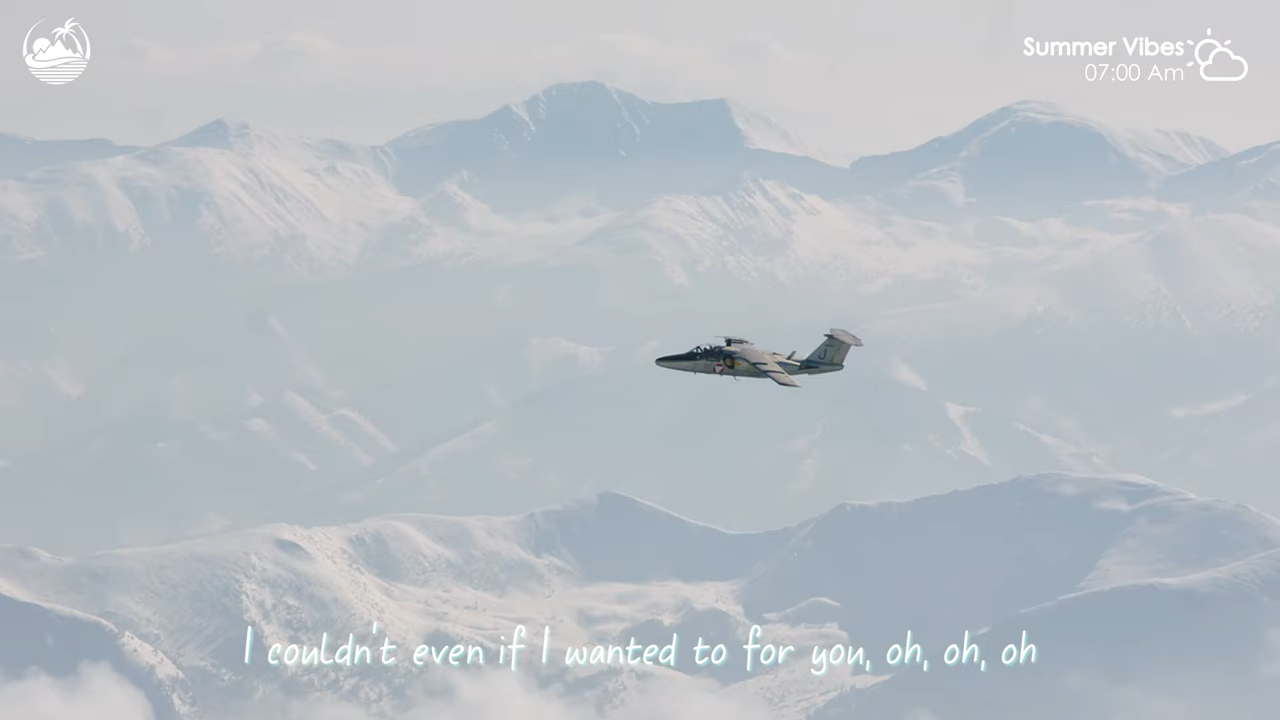 Summer Vibes
07:00 Am
J
I couldn't even if I wanted to for you, oh, oh, oh